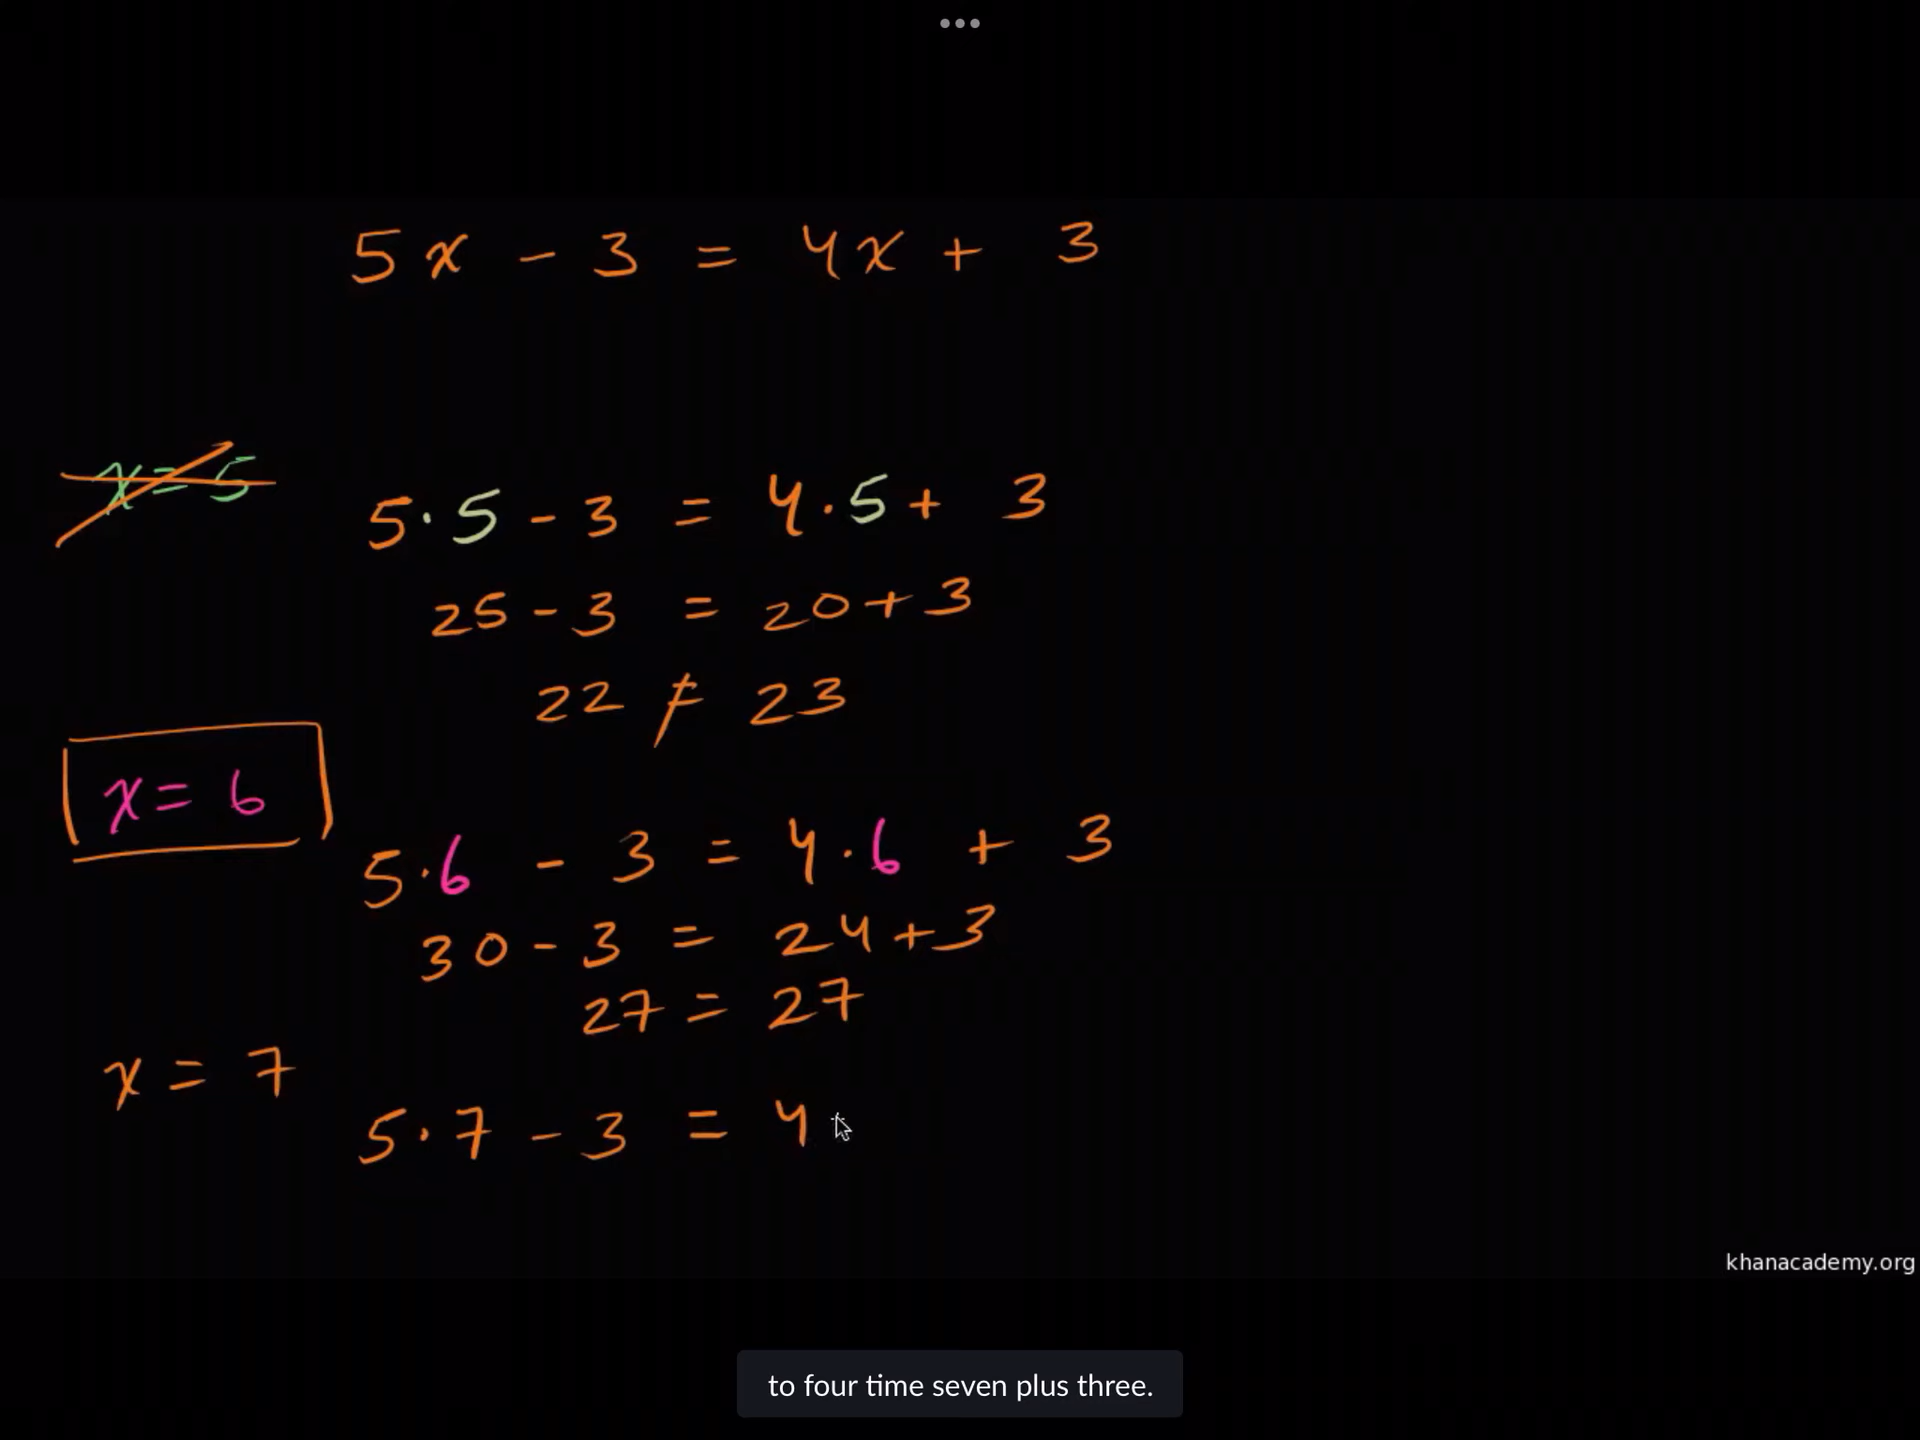 5x - 3 = 4x + 3
x = 5
5·5 - 3 = 4·5 + 3
25 - 3 = 20 + 3
22 ≠ 23
x = 6
5·6 - 3 = 4·6 + 3
30 - 3 = 24 + 3
27 = 27
x = 7
5·7 - 3 = 4
khanacademy.org
to four time seven plus three.